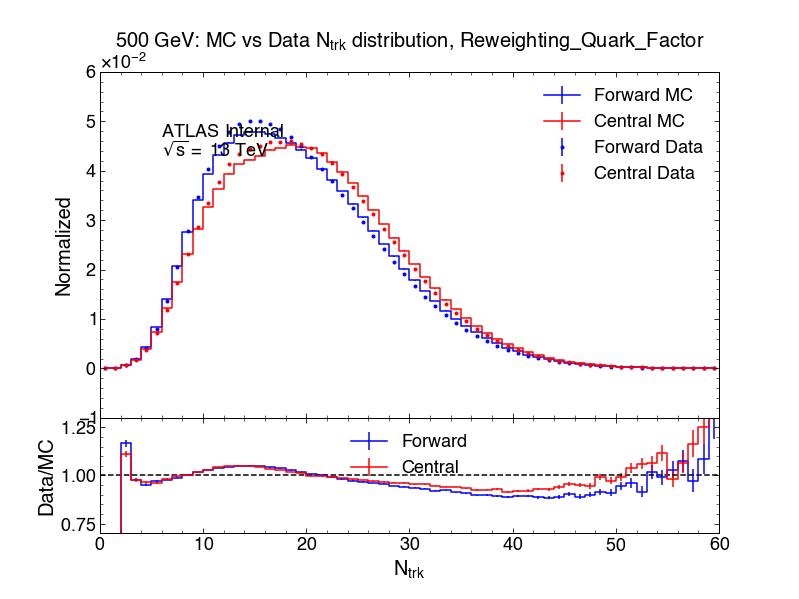 500 GeV: MC vs Data N_trk distribution, Reweighting_Quark_Factor
×10⁻²
6
5
4
3
2
1
0
−1
Normalized
ATLAS Internal
√s = 13 TeV
Forward MC
Central MC
Forward Data
Central Data
1.25
1.00
0.75
Data/MC
Forward
Central
0 10 20 30 40 50 60
N_trk